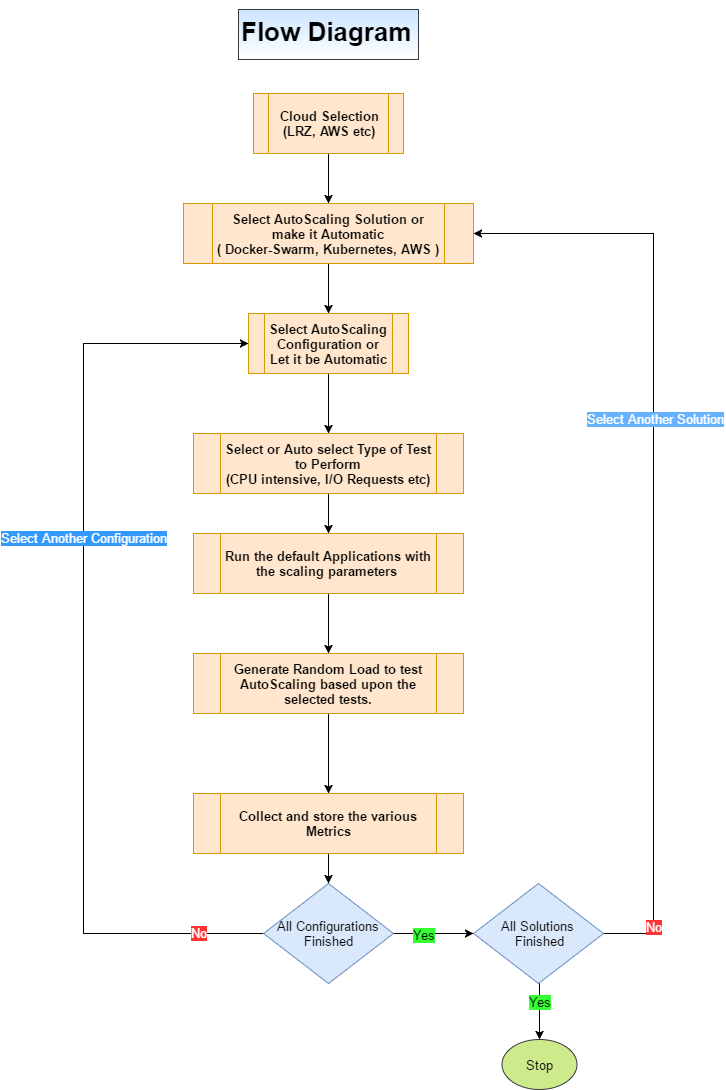 Flow Diagram
Cloud Selection
(LRZ, AWS etc)
Select AutoScaling Solution or
make it Automatic
( Docker-Swarm, Kubernetes, AWS )
Select AutoScaling
Configuration or
Let it be Automatic
Select Another Solution
Select or Auto select Type of Test
to Perform
(CPU intensive, I/O Requests etc)
Select Another Configuration
Run the default Applications with
the scaling parameters
Generate Random Load to test
AutoScaling based upon the
selected tests.
Collect and store the various
Metrics
All Configurations
Finished
No
Yes
All Solutions
Finished
No
Yes
Stop